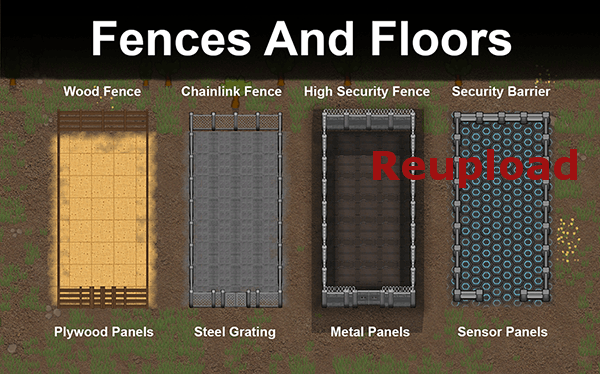 Fences And Floors
Wood Fence
Chainlink Fence
High Security Fence
Security Barrier
Reupload
Plywood Panels
Steel Grating
Metal Panels
Sensor Panels